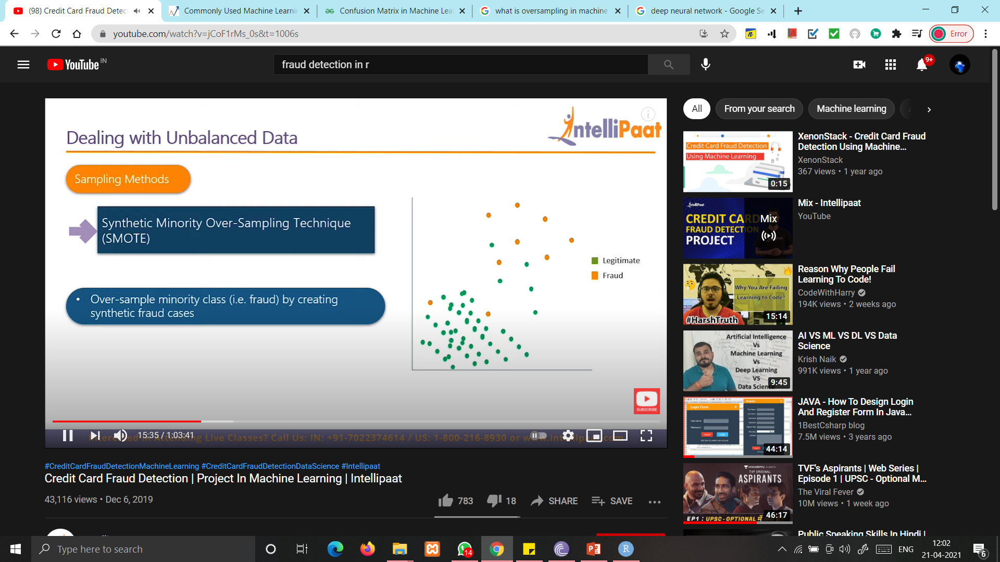 (98) Credit Card Fraud Detec
Commonly Used Machine Learni
Confusion Matrix in Machine Lea
what is oversampling in machine
deep neural network - Google Se
youtube.com/watch?v=jCoF1rMs_0s&t=1006s
Error
YouTube IN
fraud detection in r
9+
Dealing with Unbalanced Data
IntelliPaat
Sampling Methods
Synthetic Minority Over-Sampling Technique
(SMOTE)
• Over-sample minority class (i.e. fraud) by creating
synthetic fraud cases
Legitimate
Fraud
SUBSCRIBE
15:35 / 1:03:41
Attending Live Classes? Call Us: IN: +91-7022374614 / US: 1-800-216-8930 or
#CreditCardFraudDetectionMachineLearning #CreditCardFraudDetectionDataScience #Intellipaat
Credit Card Fraud Detection | Project In Machine Learning | Intellipaat
43,116 views • Dec 6, 2019
783
18
SHARE
SAVE
All
From your search
Machine learning
Credit Card Fraud Detection
Using Machine Learning
0:15
XenonStack - Credit Card Fraud
Detection Using Machine...
XenonStack
367 views • 1 year ago
IntelliPaat
CREDIT CARD
FRAUD DETECTION
PROJECT
Mix
Mix - Intellipaat
YouTube
Why You Are Failing
Learning to Code?
#HarshTruth
15:14
Reason Why People Fail
Learning To Code!
CodeWithHarry
194K views • 2 weeks ago
Artificial Intelligence
Vs
Machine Learning
Vs
Deep Learning
VS
Data Science
9:45
AI VS ML VS DL VS Data
Science
Krish Naik
991K views • 1 year ago
Login Form
Register
44:14
JAVA - How To Design Login
And Register Form In Java...
1BestCsharp blog
7.5M views • 3 years ago
unacademy presents
TVF ORIGINAL
ASPIRANTS
EP1 : UPSC - OPTIONAL में
46:17
TVF's Aspirants | Web Series |
Episode 1 | UPSC - Optional M...
The Viral Fever
10M views • 1 week ago
Public Speaking Skills In Hindi |
Type here to search
14
ENG
12:02
21-04-2021
6